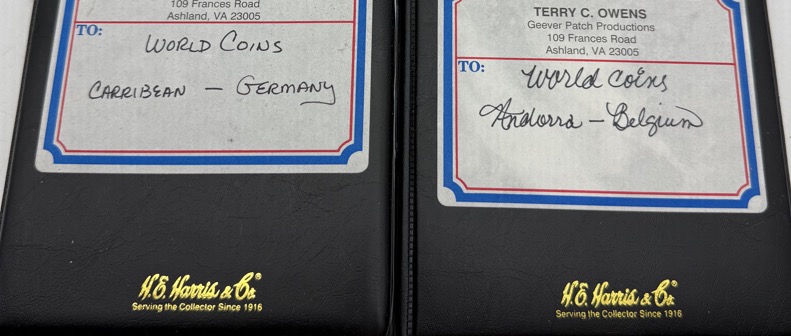 109 Frances Road
Ashland, VA 23005
TO:
WORLD COINS
CARRIBEAN — GERMANY
H.E. Harris & Co.®
Serving the Collector Since 1916
TERRY C. OWENS
Geever Patch Productions
109 Frances Road
Ashland, VA 23005
TO:
World Coins
Andorra — Belgium
H.E. Harris & Co.®
Serving the Collector Since 1916